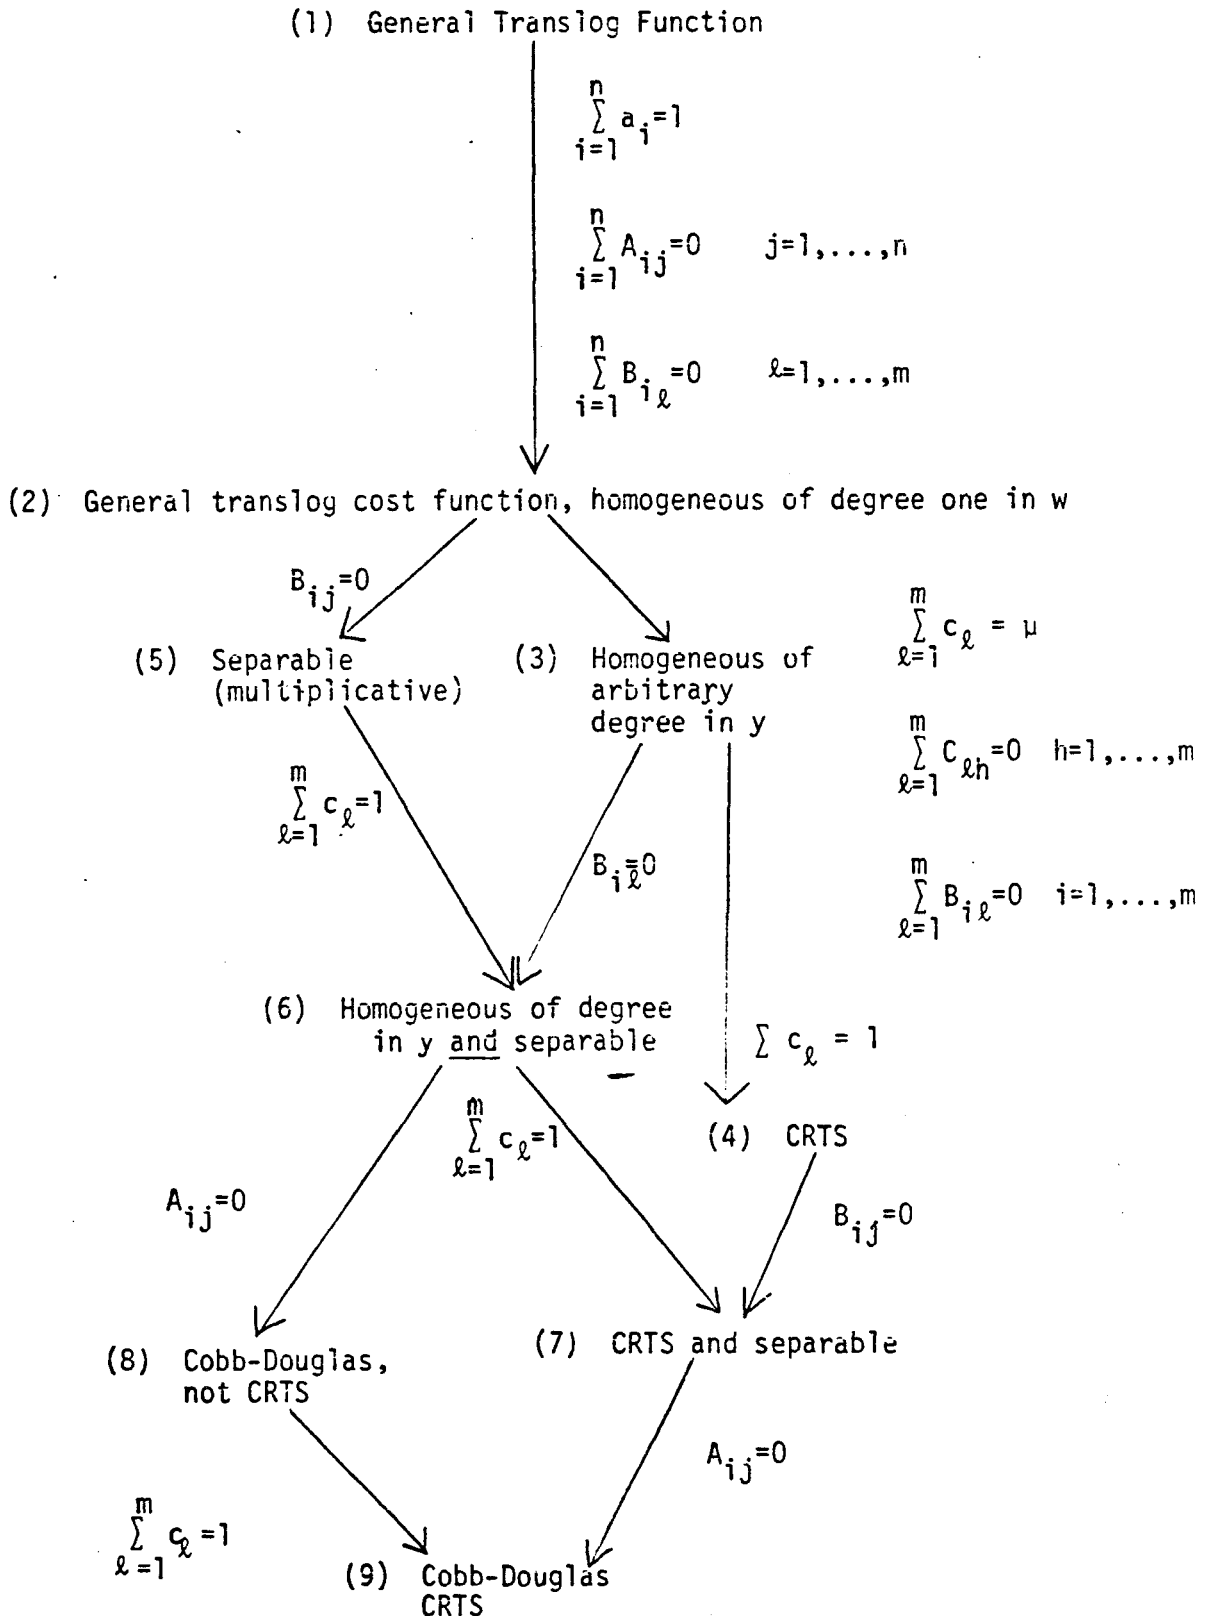 (1) General Translog Function
n
∑ a_i=1
i=1
n
∑ A_ij=0 j=1,...,n
i=1
n
∑ B_iℓ=0 ℓ=1,...,m
i=1
(2) General translog cost function, homogeneous of degree one in w
B_ij=0
m
∑ c_ℓ = μ
ℓ=1
(5) Separable
(multiplicative)
(3) Homogeneous of
arbitrary
degree in y
m
∑ C_ℓh=0 h=1,...,m
ℓ=1
m
∑ c_ℓ=1
ℓ=1
B_iℓ=0
m
∑ B_iℓ=0 i=1,...,m
ℓ=1
(6) Homogeneous of degree
in y and separable
∑ c_ℓ = 1
m
∑ c_ℓ=1
ℓ=1
(4) CRTS
A_ij=0
B_ij=0
(8) Cobb-Douglas,
not CRTS
(7) CRTS and separable
A_ij=0
m
∑ c_ℓ=1
ℓ=1
(9) Cobb-Douglas
CRTS